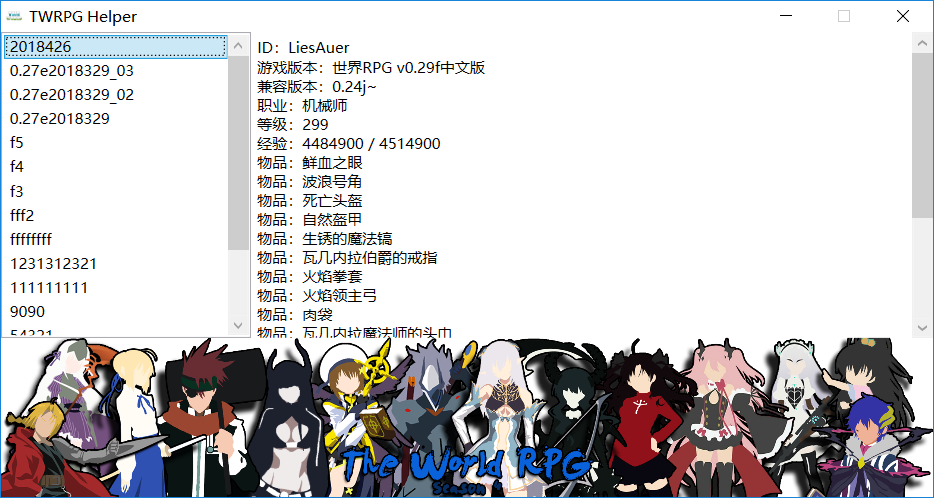 TWRPG Helper
2018426
0.27e2018329_03
0.27e2018329_02
0.27e2018329
f5
f4
f3
fff2
ffffffff
1231312321
111111111
9090
54321
ID：LiesAuer
游戏版本：世界RPG v0.29f中文版
兼容版本：0.24j~
职业：机械师
等级：299
经验：4484900 / 4514900
物品：鲜血之眼
物品：波浪号角
物品：死亡头盔
物品：自然盔甲
物品：生锈的魔法镐
物品：瓦几内拉伯爵的戒指
物品：火焰拳套
物品：火焰领主弓
物品：肉袋
物品：瓦几内拉魔法师的头巾
The World RPG
Season